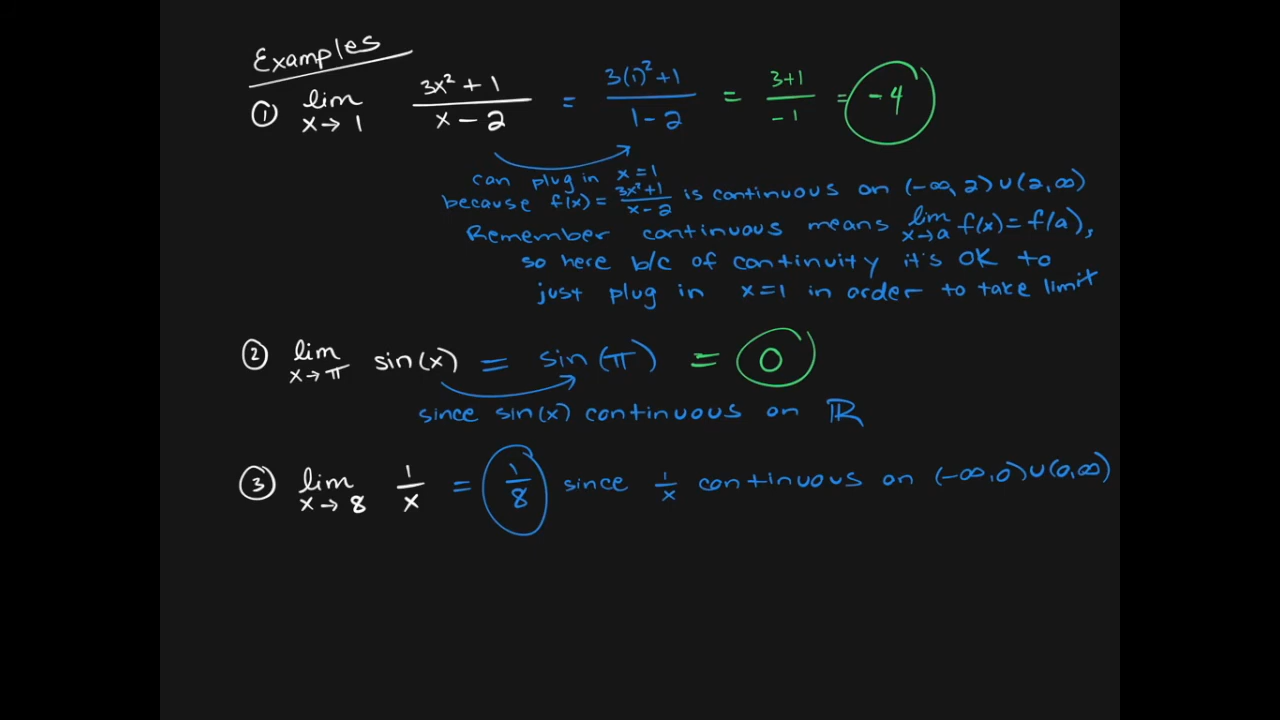 Examples
① lim x→1 (3x² + 1)/(x − 2) = (3(1)² + 1)/(1 − 2) = (3+1)/(−1) = −4
can plug in x = 1
because f(x) = (3x²+1)/(x−2) is continuous on (−∞, 2) ∪ (2, ∞)
Remember continuous means lim x→a f(x) = f(a),
so here b/c of continuity it's OK to
just plug in x=1 in order to take limit
② lim x→π sin(x) = sin(π) = 0
since sin(x) continuous on ℝ
③ lim x→8 1/x = 1/8 since 1/x continuous on (−∞, 0) ∪ (0, ∞)